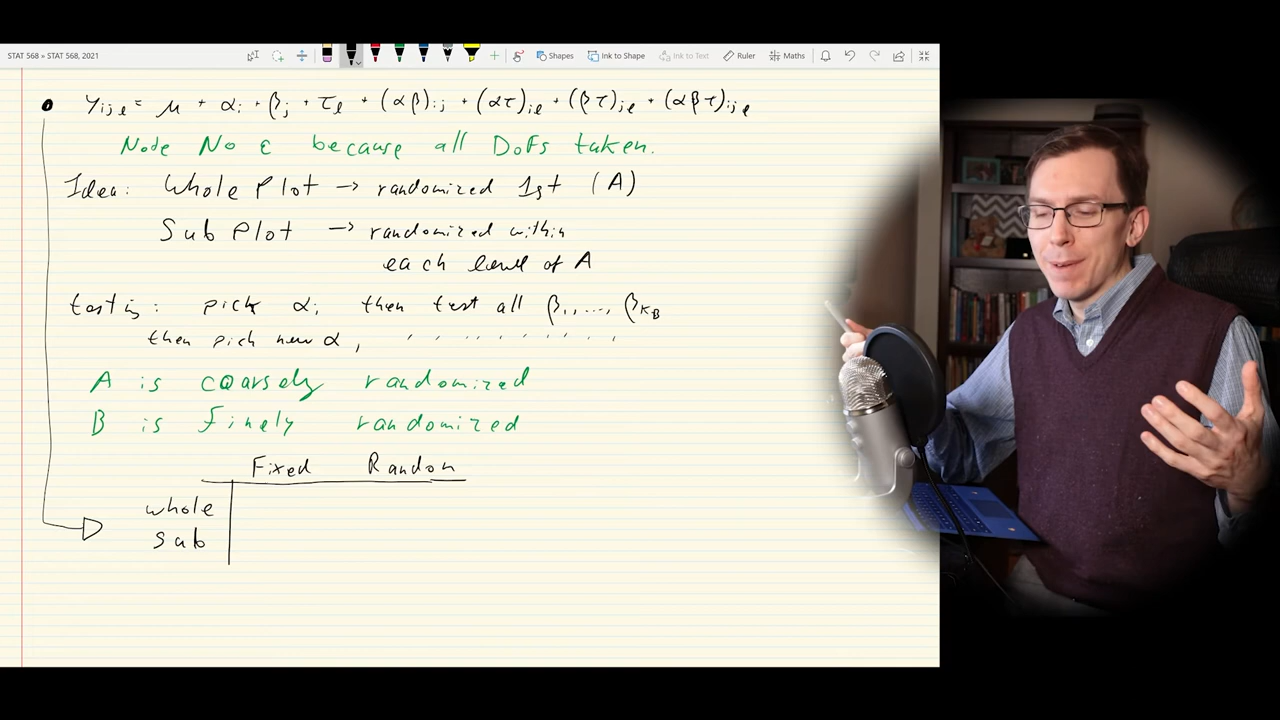 STAT 568 » STAT 568, 2021
Shapes Ink to Shape Ink to Text Ruler Maths
Yijℓ = μ + αi + βj + τℓ + (αβ)ij + (ατ)iℓ + (βτ)jℓ + (αβτ)ijℓ
Note No ε because all DoFs taken.
Idea: Whole Plot → randomized 1st (A)
Sub Plot → randomized within
each level of A
testing: pick αi then test all β1, ..., βKB
then pick new α, " " " " "
A is coarsely randomized
B is finely randomized
Fixed Random
whole
sub